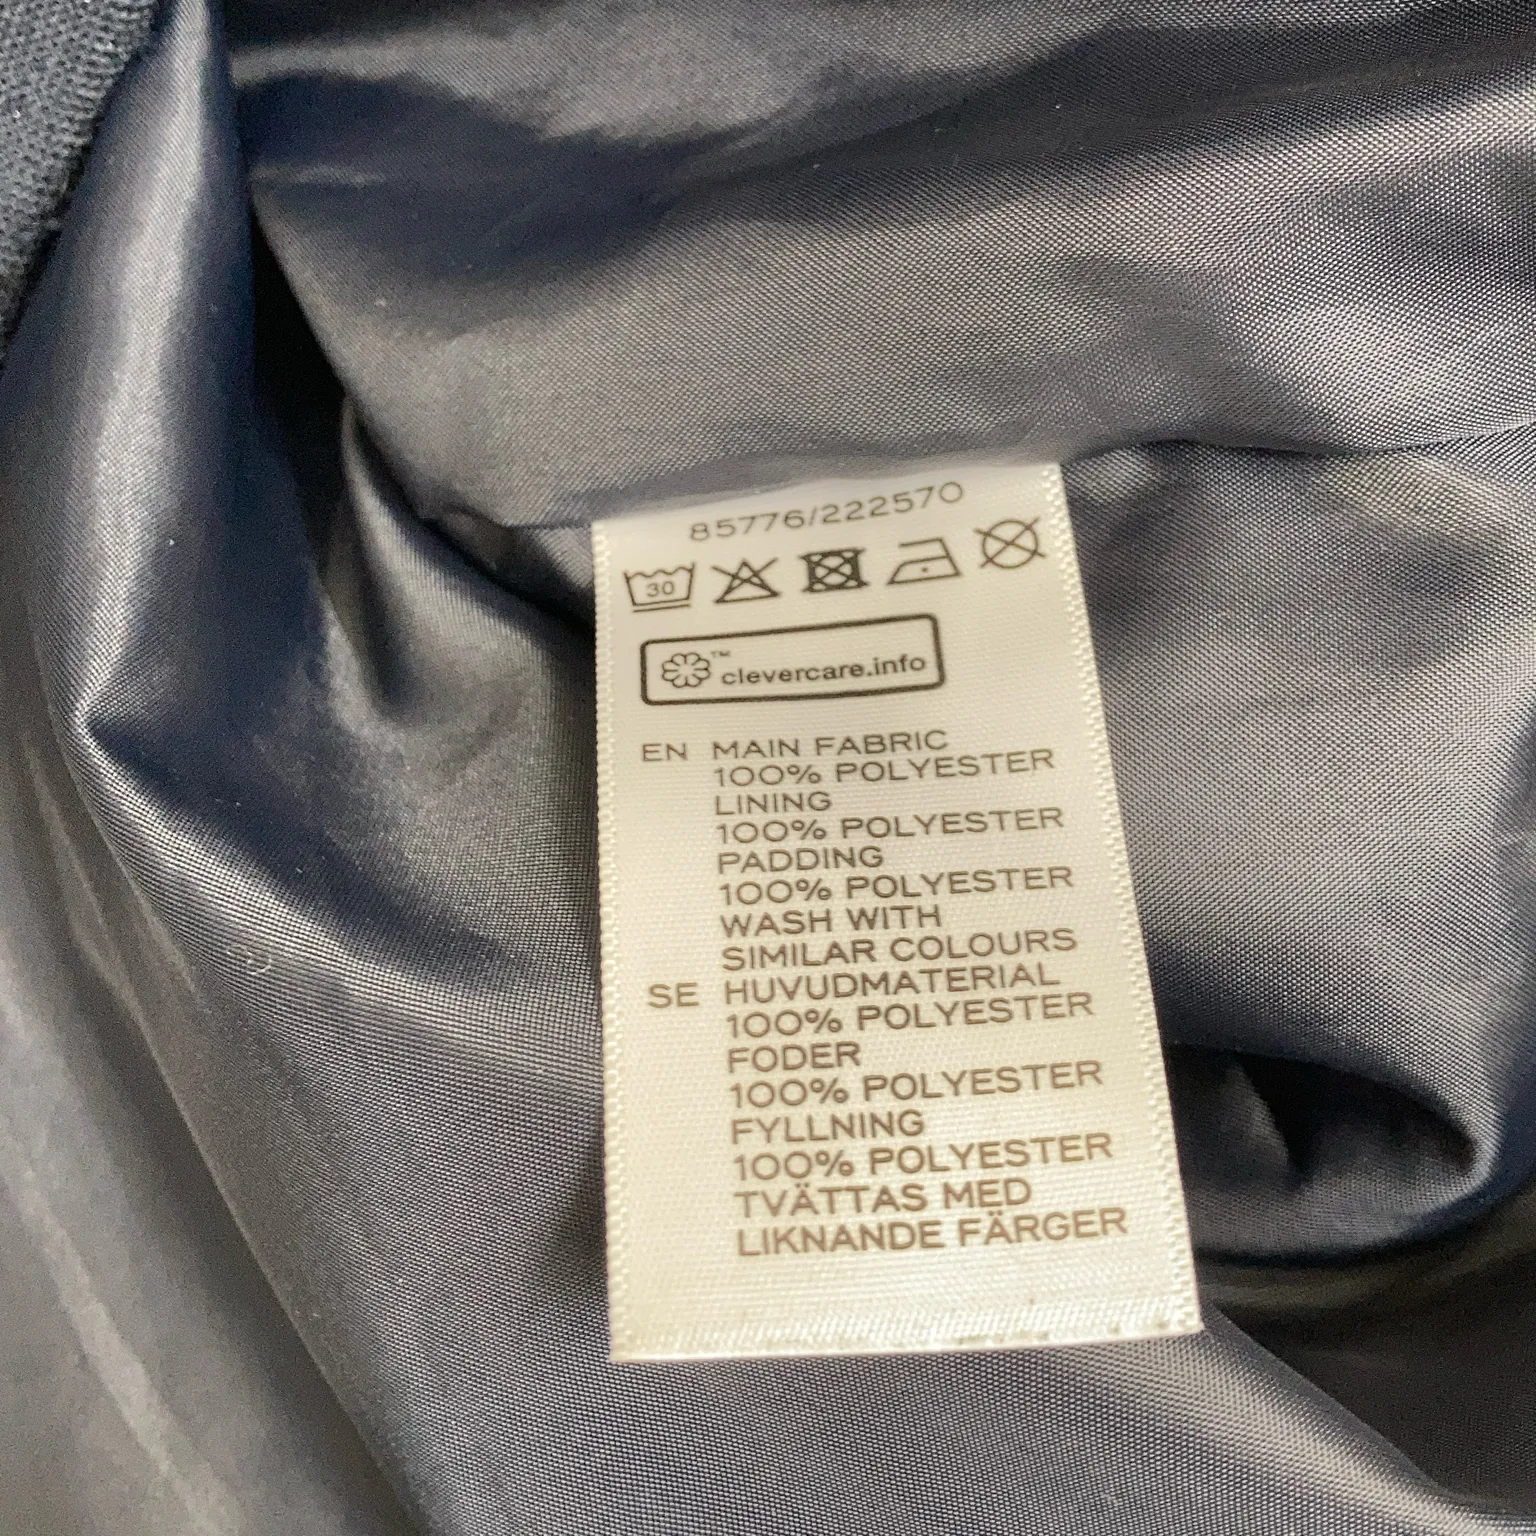 85776/222570
30
™ clevercare.info
EN MAIN FABRIC
100% POLYESTER
LINING
100% POLYESTER
PADDING
100% POLYESTER
WASH WITH
SIMILAR COLOURS
SE HUVUDMATERIAL
100% POLYESTER
FODER
100% POLYESTER
FYLLNING
100% POLYESTER
TVÄTTAS MED
LIKNANDE FÄRGER